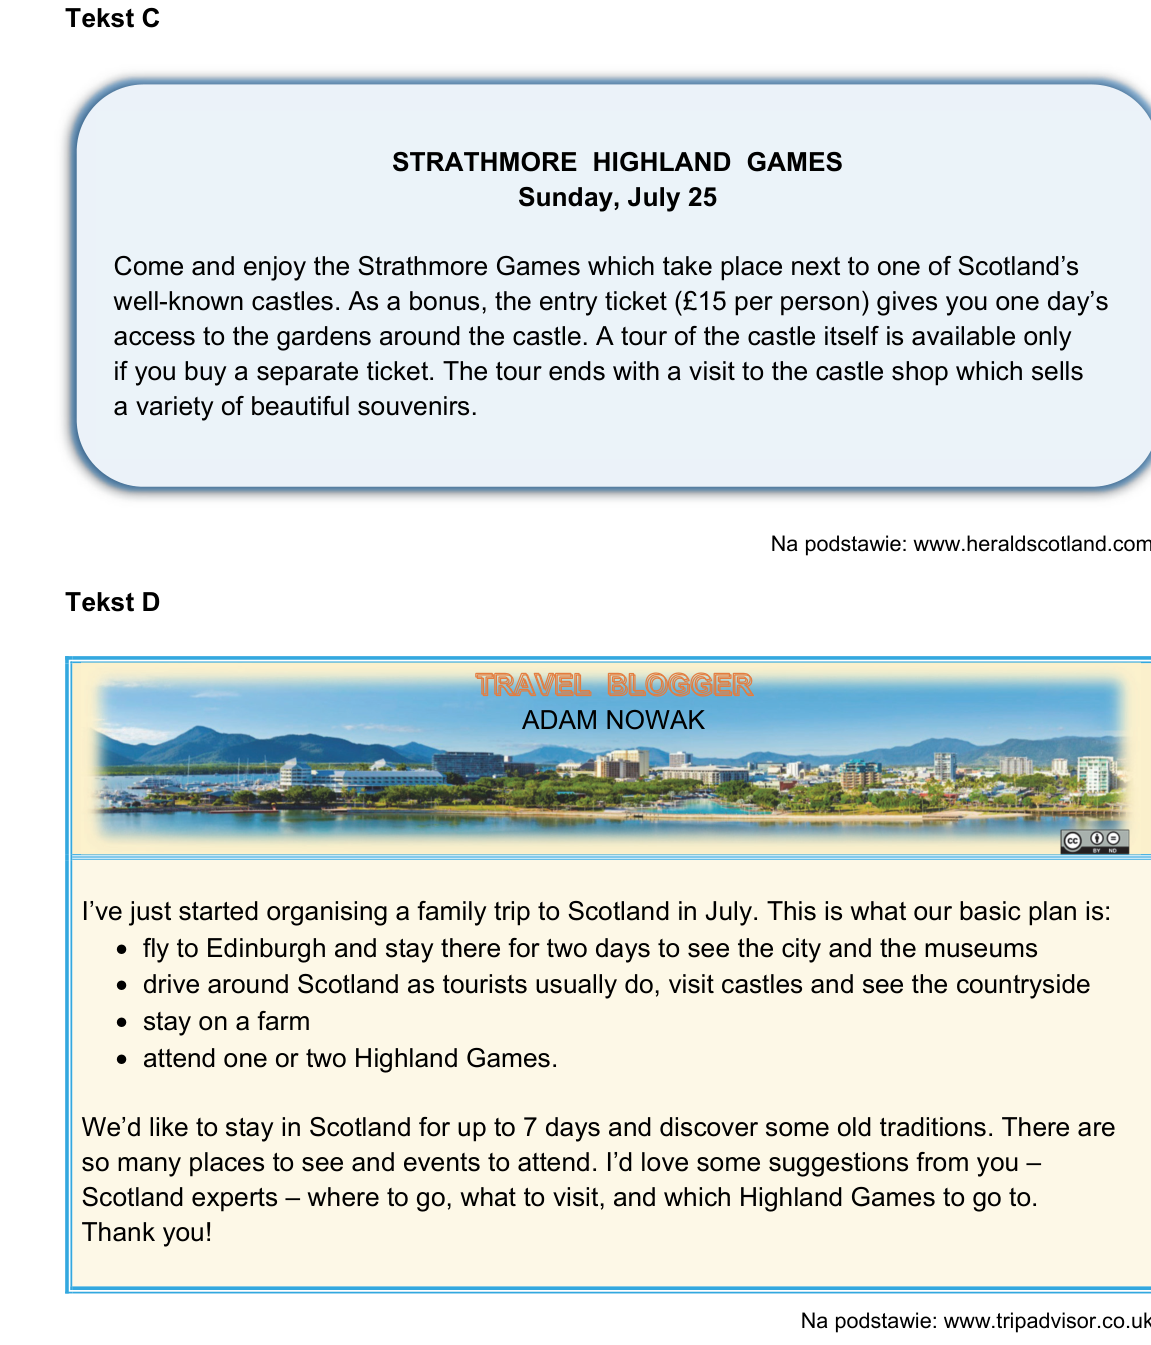 Tekst C
STRATHMORE HIGHLAND GAMES
Sunday, July 25
Come and enjoy the Strathmore Games which take place next to one of Scotland’s
well-known castles. As a bonus, the entry ticket (£15 per person) gives you one day’s
access to the gardens around the castle. A tour of the castle itself is available only
if you buy a separate ticket. The tour ends with a visit to the castle shop which sells
a variety of beautiful souvenirs.
Na podstawie: www.heraldscotland.com
Tekst D
TRAVEL BLOGGER
ADAM NOWAK
cc BY ND
I’ve just started organising a family trip to Scotland in July. This is what our basic plan is:
• fly to Edinburgh and stay there for two days to see the city and the museums
• drive around Scotland as tourists usually do, visit castles and see the countryside
• stay on a farm
• attend one or two Highland Games.
We’d like to stay in Scotland for up to 7 days and discover some old traditions. There are
so many places to see and events to attend. I’d love some suggestions from you –
Scotland experts – where to go, what to visit, and which Highland Games to go to.
Thank you!
Na podstawie: www.tripadvisor.co.uk